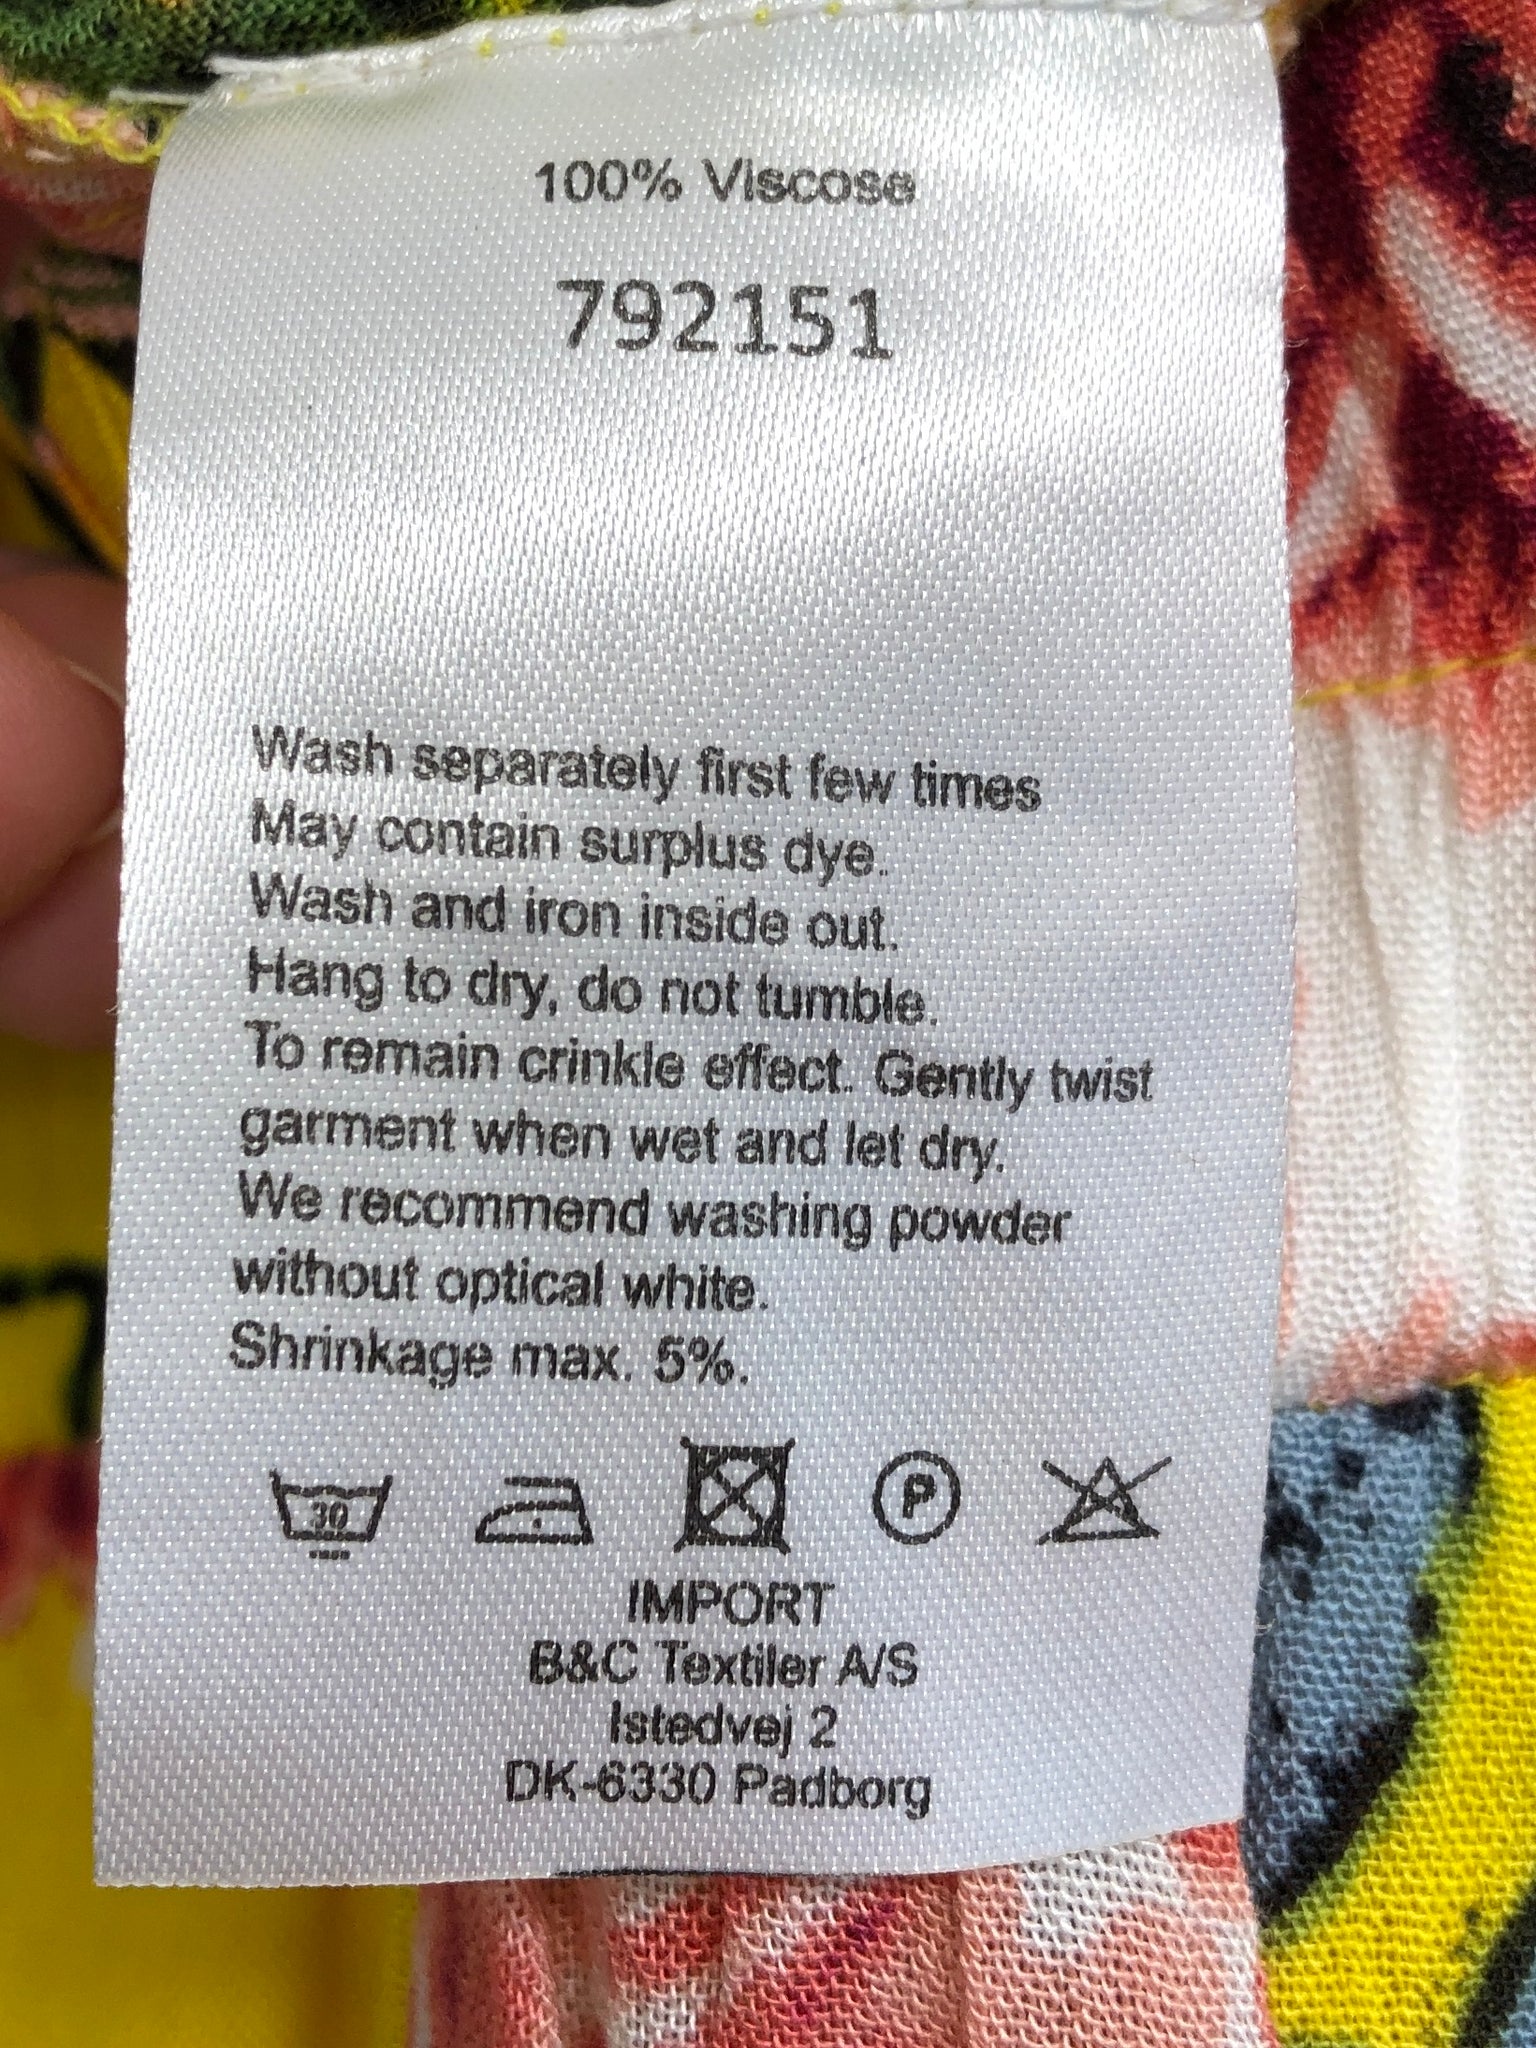 100% Viscose
792151
Wash separately first few times
May contain surplus dye.
Wash and iron inside out.
Hang to dry, do not tumble.
To remain crinkle effect. Gently twist
garment when wet and let dry.
We recommend washing powder
without optical white.
Shrinkage max. 5%.
30 P
IMPORT
B&C Textiler A/S
Istedvej 2
DK-6330 Padborg